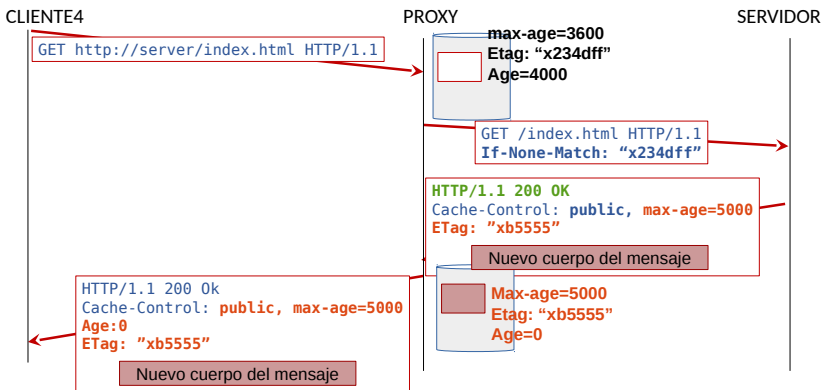 CLIENTE4
PROXY
SERVIDOR
GET http://server/index.html HTTP/1.1
max-age=3600
Etag: “x234dff”
Age=4000
GET /index.html HTTP/1.1
If-None-Match: “x234dff”
HTTP/1.1 200 OK
Cache-Control: public, max-age=5000
ETag: ”xb5555”
Nuevo cuerpo del mensaje
HTTP/1.1 200 Ok
Cache-Control: public, max-age=5000
Age:0
ETag: ”xb5555”
Nuevo cuerpo del mensaje
Max-age=5000
Etag: “xb5555”
Age=0